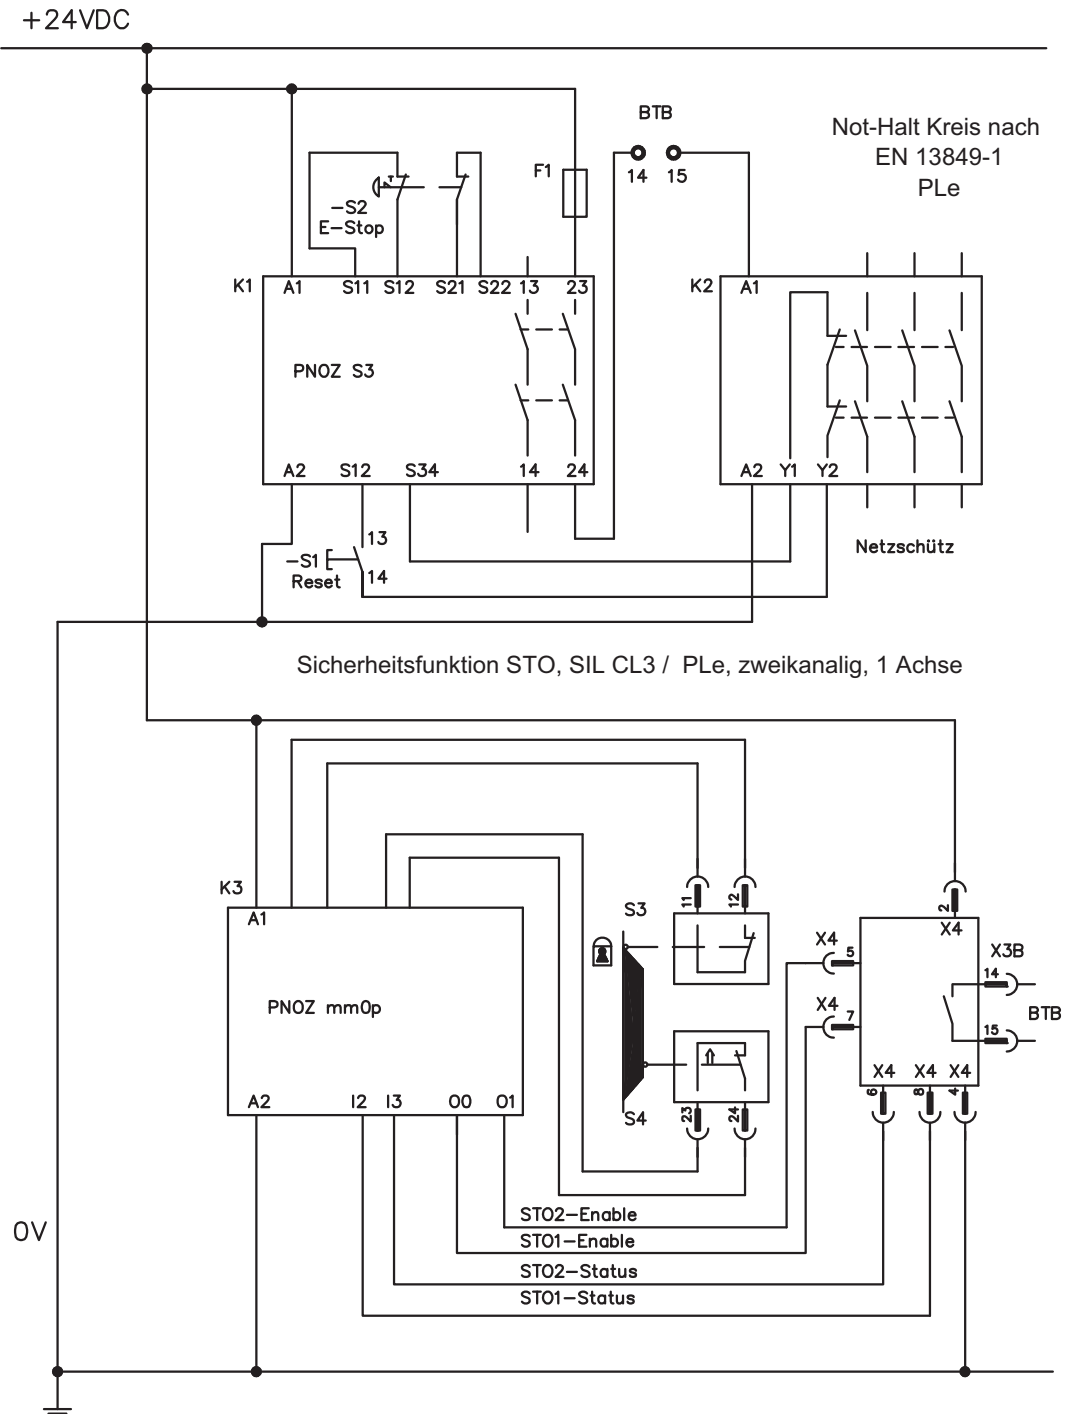 +24VDC
BTB
Not-Halt Kreis nach
EN 13849-1
PLe
14 15
F1
-S2
E-Stop
K1 A1 S11 S12 S21 S22 13 23
K2 A1
PNOZ S3
A2 S12 S34 14 24
A2 Y1 Y2
13
-S1
Reset
14
Netzschütz
Sicherheitsfunktion STO, SIL CL3 / PLe, zweikanalig, 1 Achse
K3
A1
11 12
2
S3
X4
X4
5
X3B
14
PNOZ mm0p
X4
7
BTB
15
X4 X4 X4
6 8 4
A2 I2 I3 O0 O1
23 24
S4
STO2-Enable
0V
STO1-Enable
STO2-Status
STO1-Status